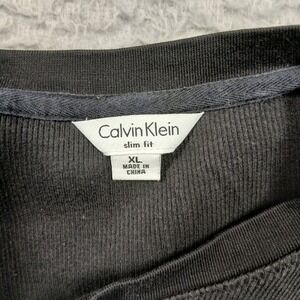 Calvin Klein
slim fit
XL
MADE IN
CHINA